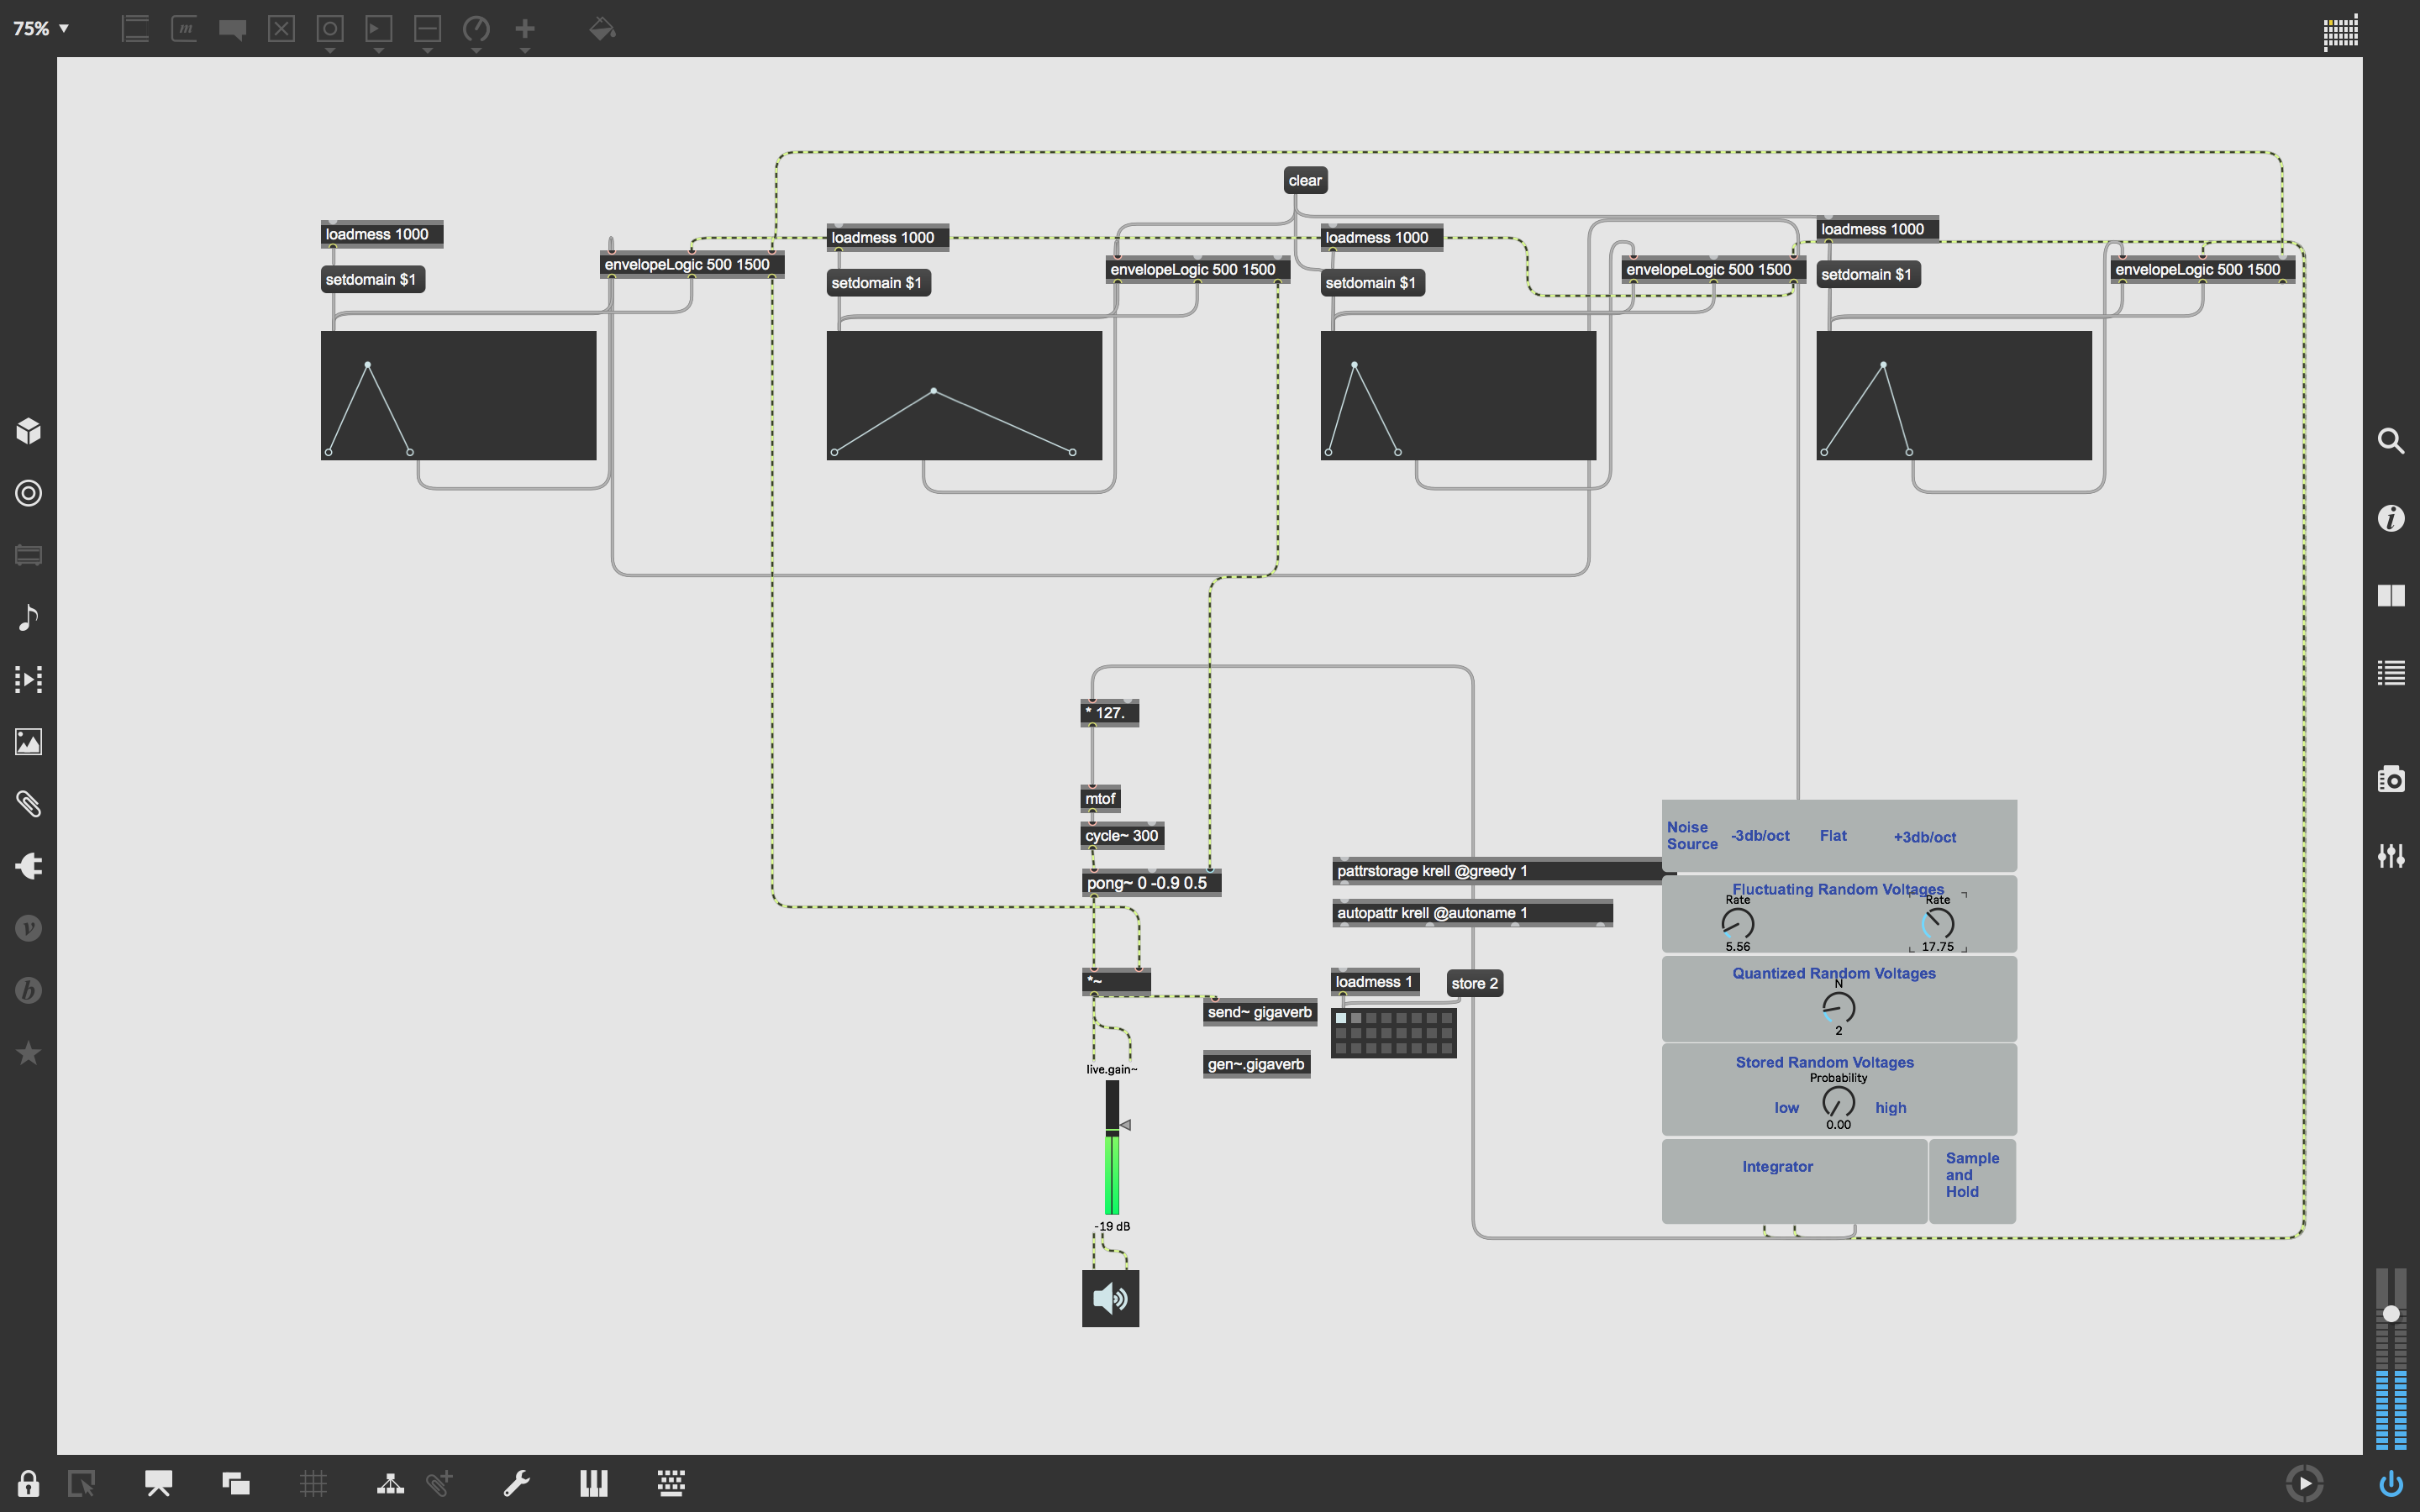 75%
clear
loadmess 1000
loadmess 1000
loadmess 1000
loadmess 1000
envelopeLogic 500 1500
envelopeLogic 500 1500
envelopeLogic 500 1500
envelopeLogic 500 1500
setdomain $1
setdomain $1
setdomain $1
setdomain $1
* 127.
mtof
cycle~ 300
pong~ 0 -0.9 0.5
*~
send~ gigaverb
gen~.gigaverb
live.gain~
-19 dB
pattrstorage krell @greedy 1
autopattr krell @autoname 1
loadmess 1
store 2
Noise
Source
-3db/oct
Flat
+3db/oct
Fluctuating Random Voltages
Rate
Rate
5.56
17.75
Quantized Random Voltages
N
2
Stored Random Voltages
Probability
low
high
0.00
Integrator
Sample
and
Hold